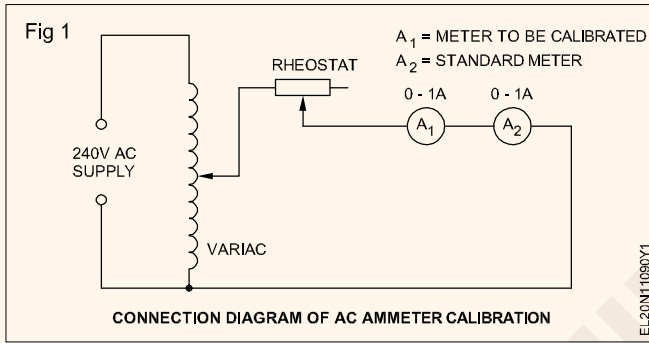 Fig 1
A1 = METER TO BE CALIBRATED
A2 = STANDARD METER
RHEOSTAT
0 - 1A 0 - 1A
A1 A2
240V AC
SUPPLY
VARIAC
CONNECTION DIAGRAM OF AC AMMETER CALIBRATION
EL20N11090Y1